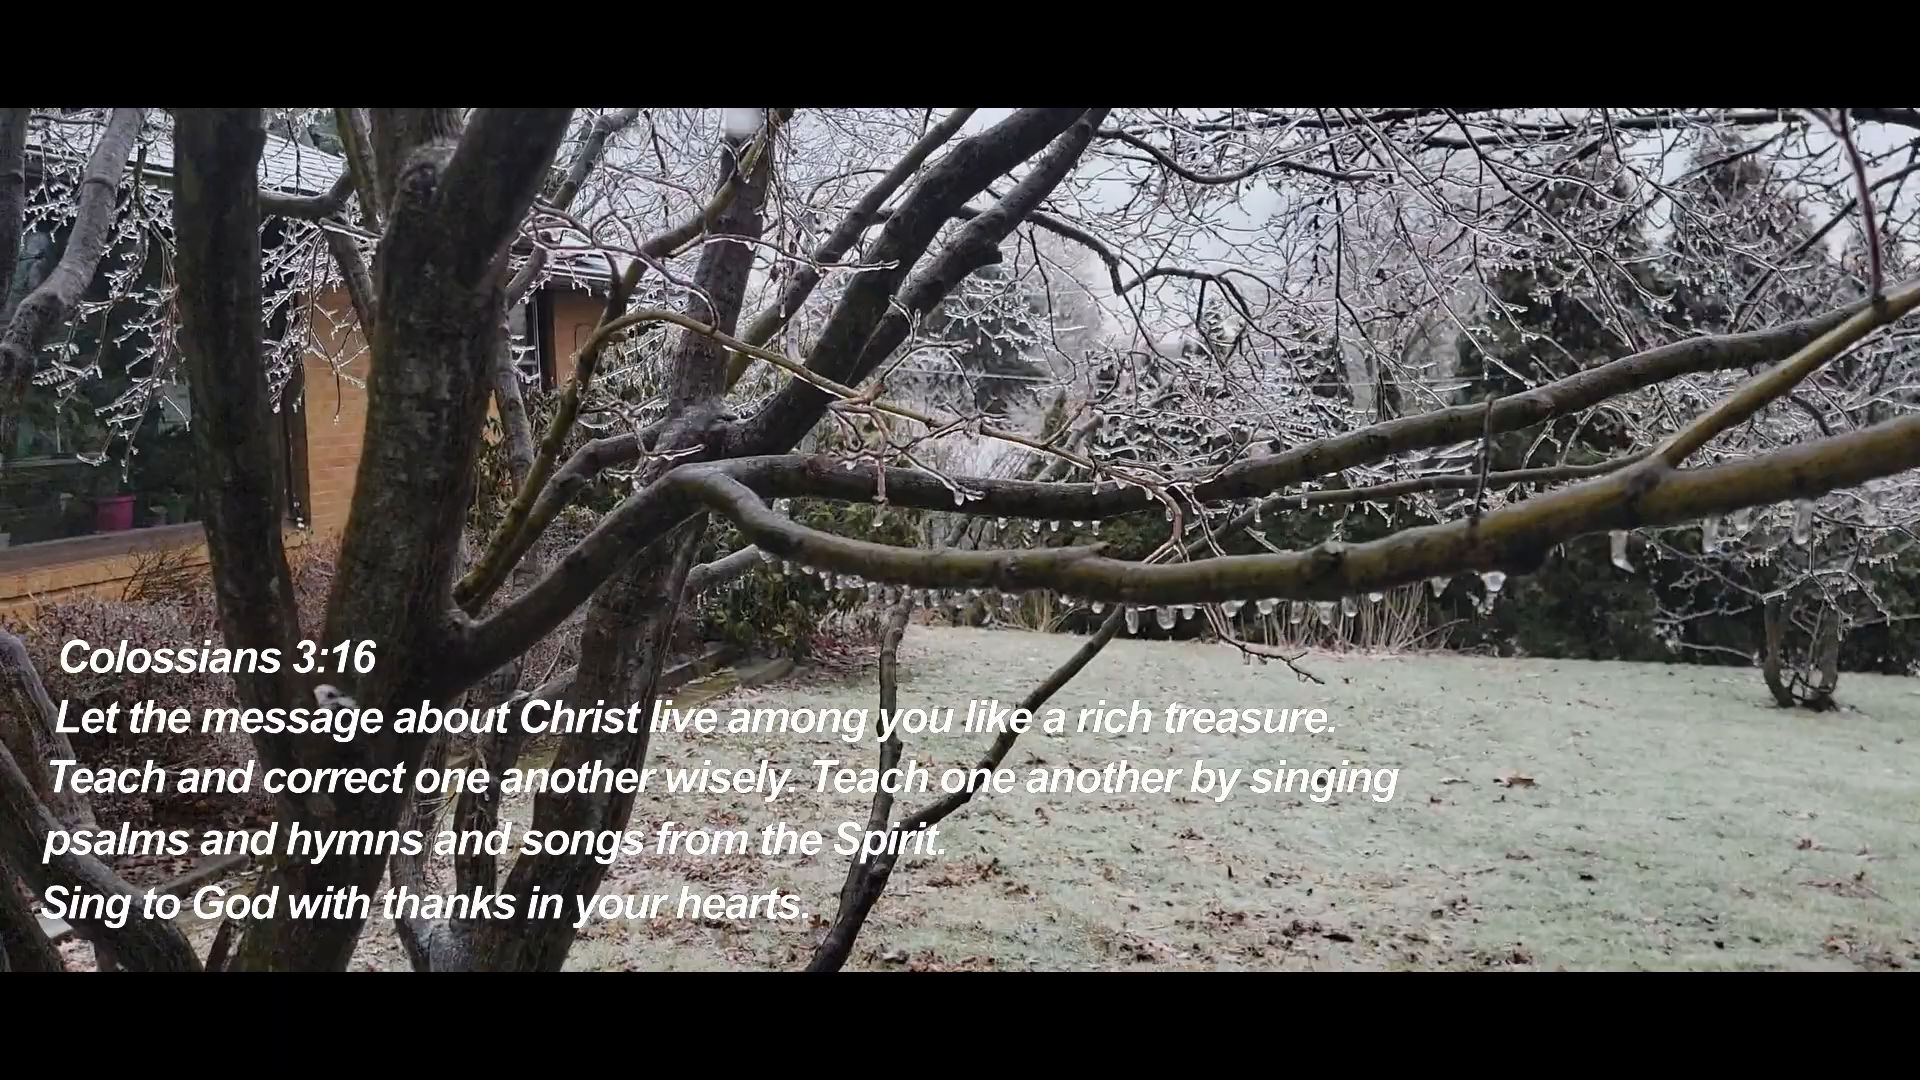 Colossians 3:16
Let the message about Christ live among you like a rich treasure.
Teach and correct one another wisely. Teach one another by singing
psalms and hymns and songs from the Spirit.
Sing to God with thanks in your hearts.